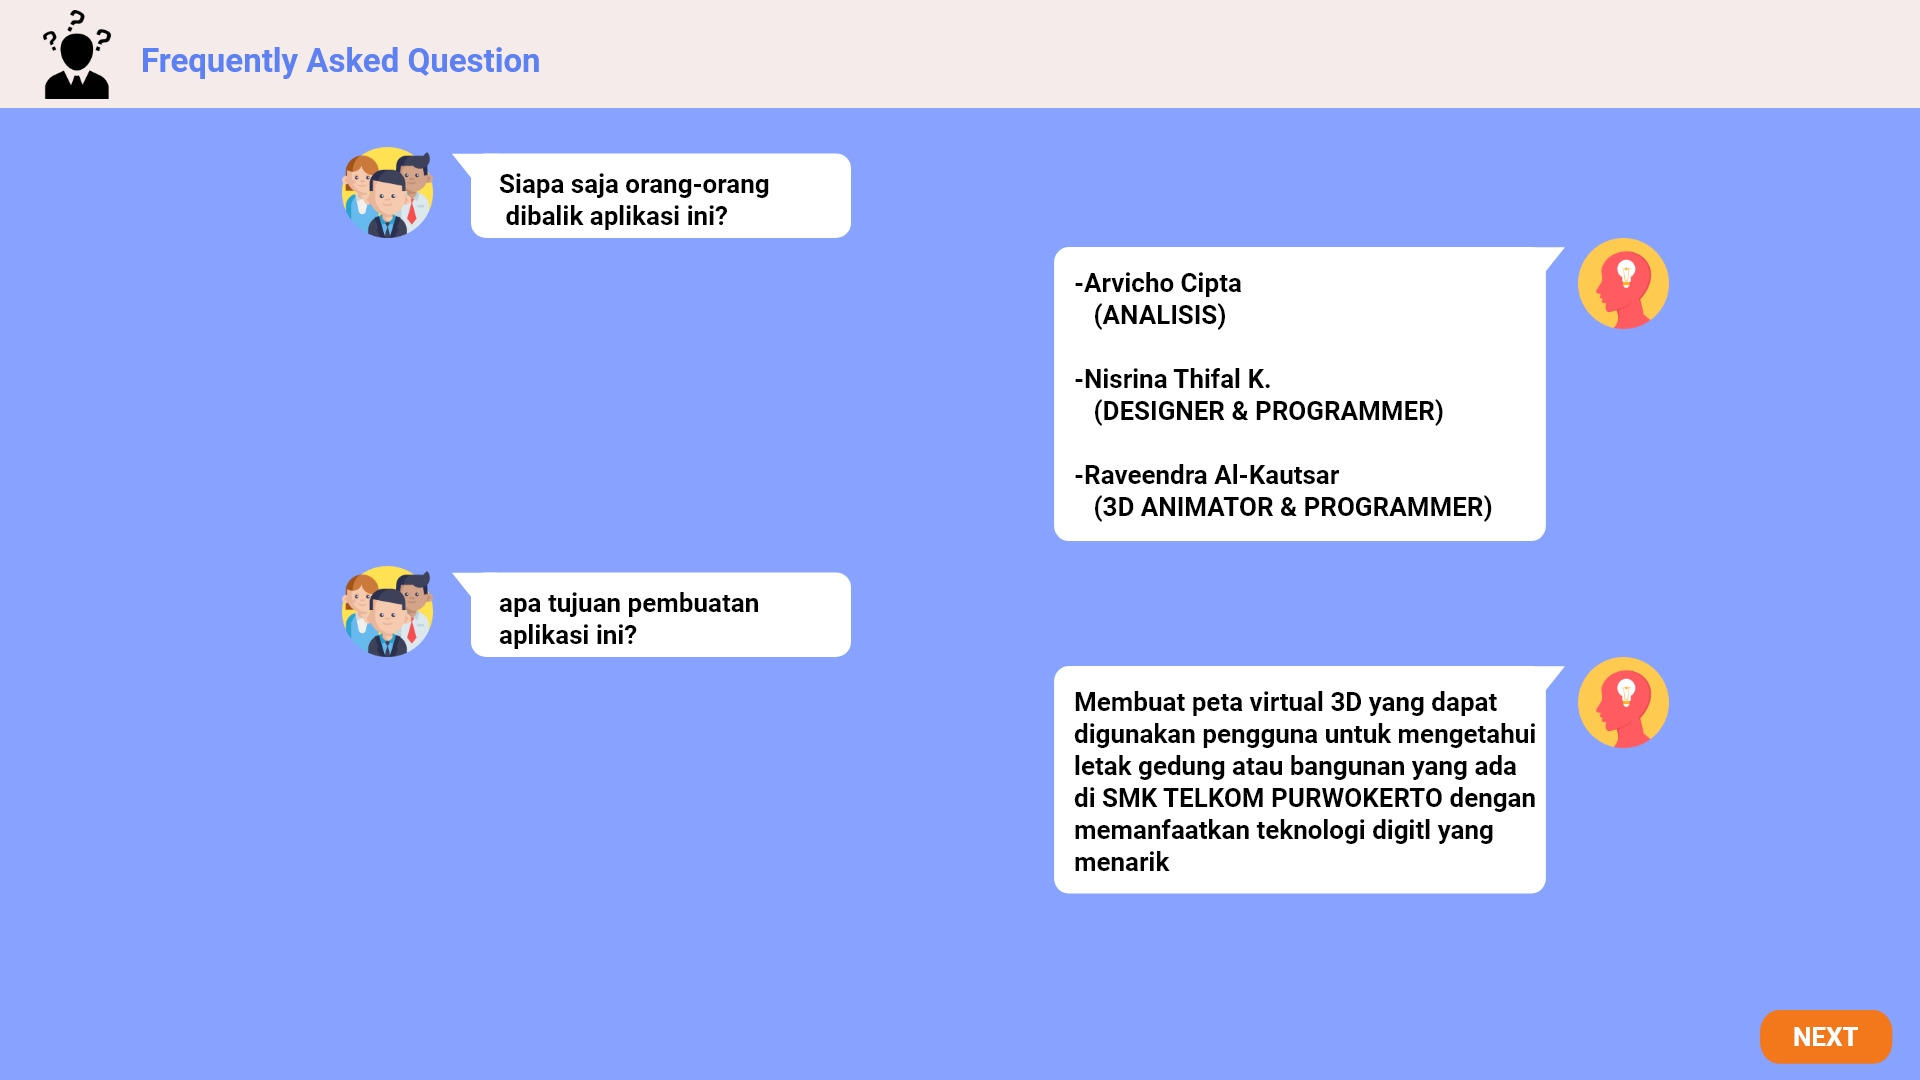 Frequently Asked Question
Siapa saja orang-orang
dibalik aplikasi ini?
-Arvicho Cipta
(ANALISIS)
-Nisrina Thifal K.
(DESIGNER & PROGRAMMER)
-Raveendra Al-Kautsar
(3D ANIMATOR & PROGRAMMER)
apa tujuan pembuatan
aplikasi ini?
Membuat peta virtual 3D yang dapat
digunakan pengguna untuk mengetahui
letak gedung atau bangunan yang ada
di SMK TELKOM PURWOKERTO dengan
memanfaatkan teknologi digitl yang
menarik
NEXT